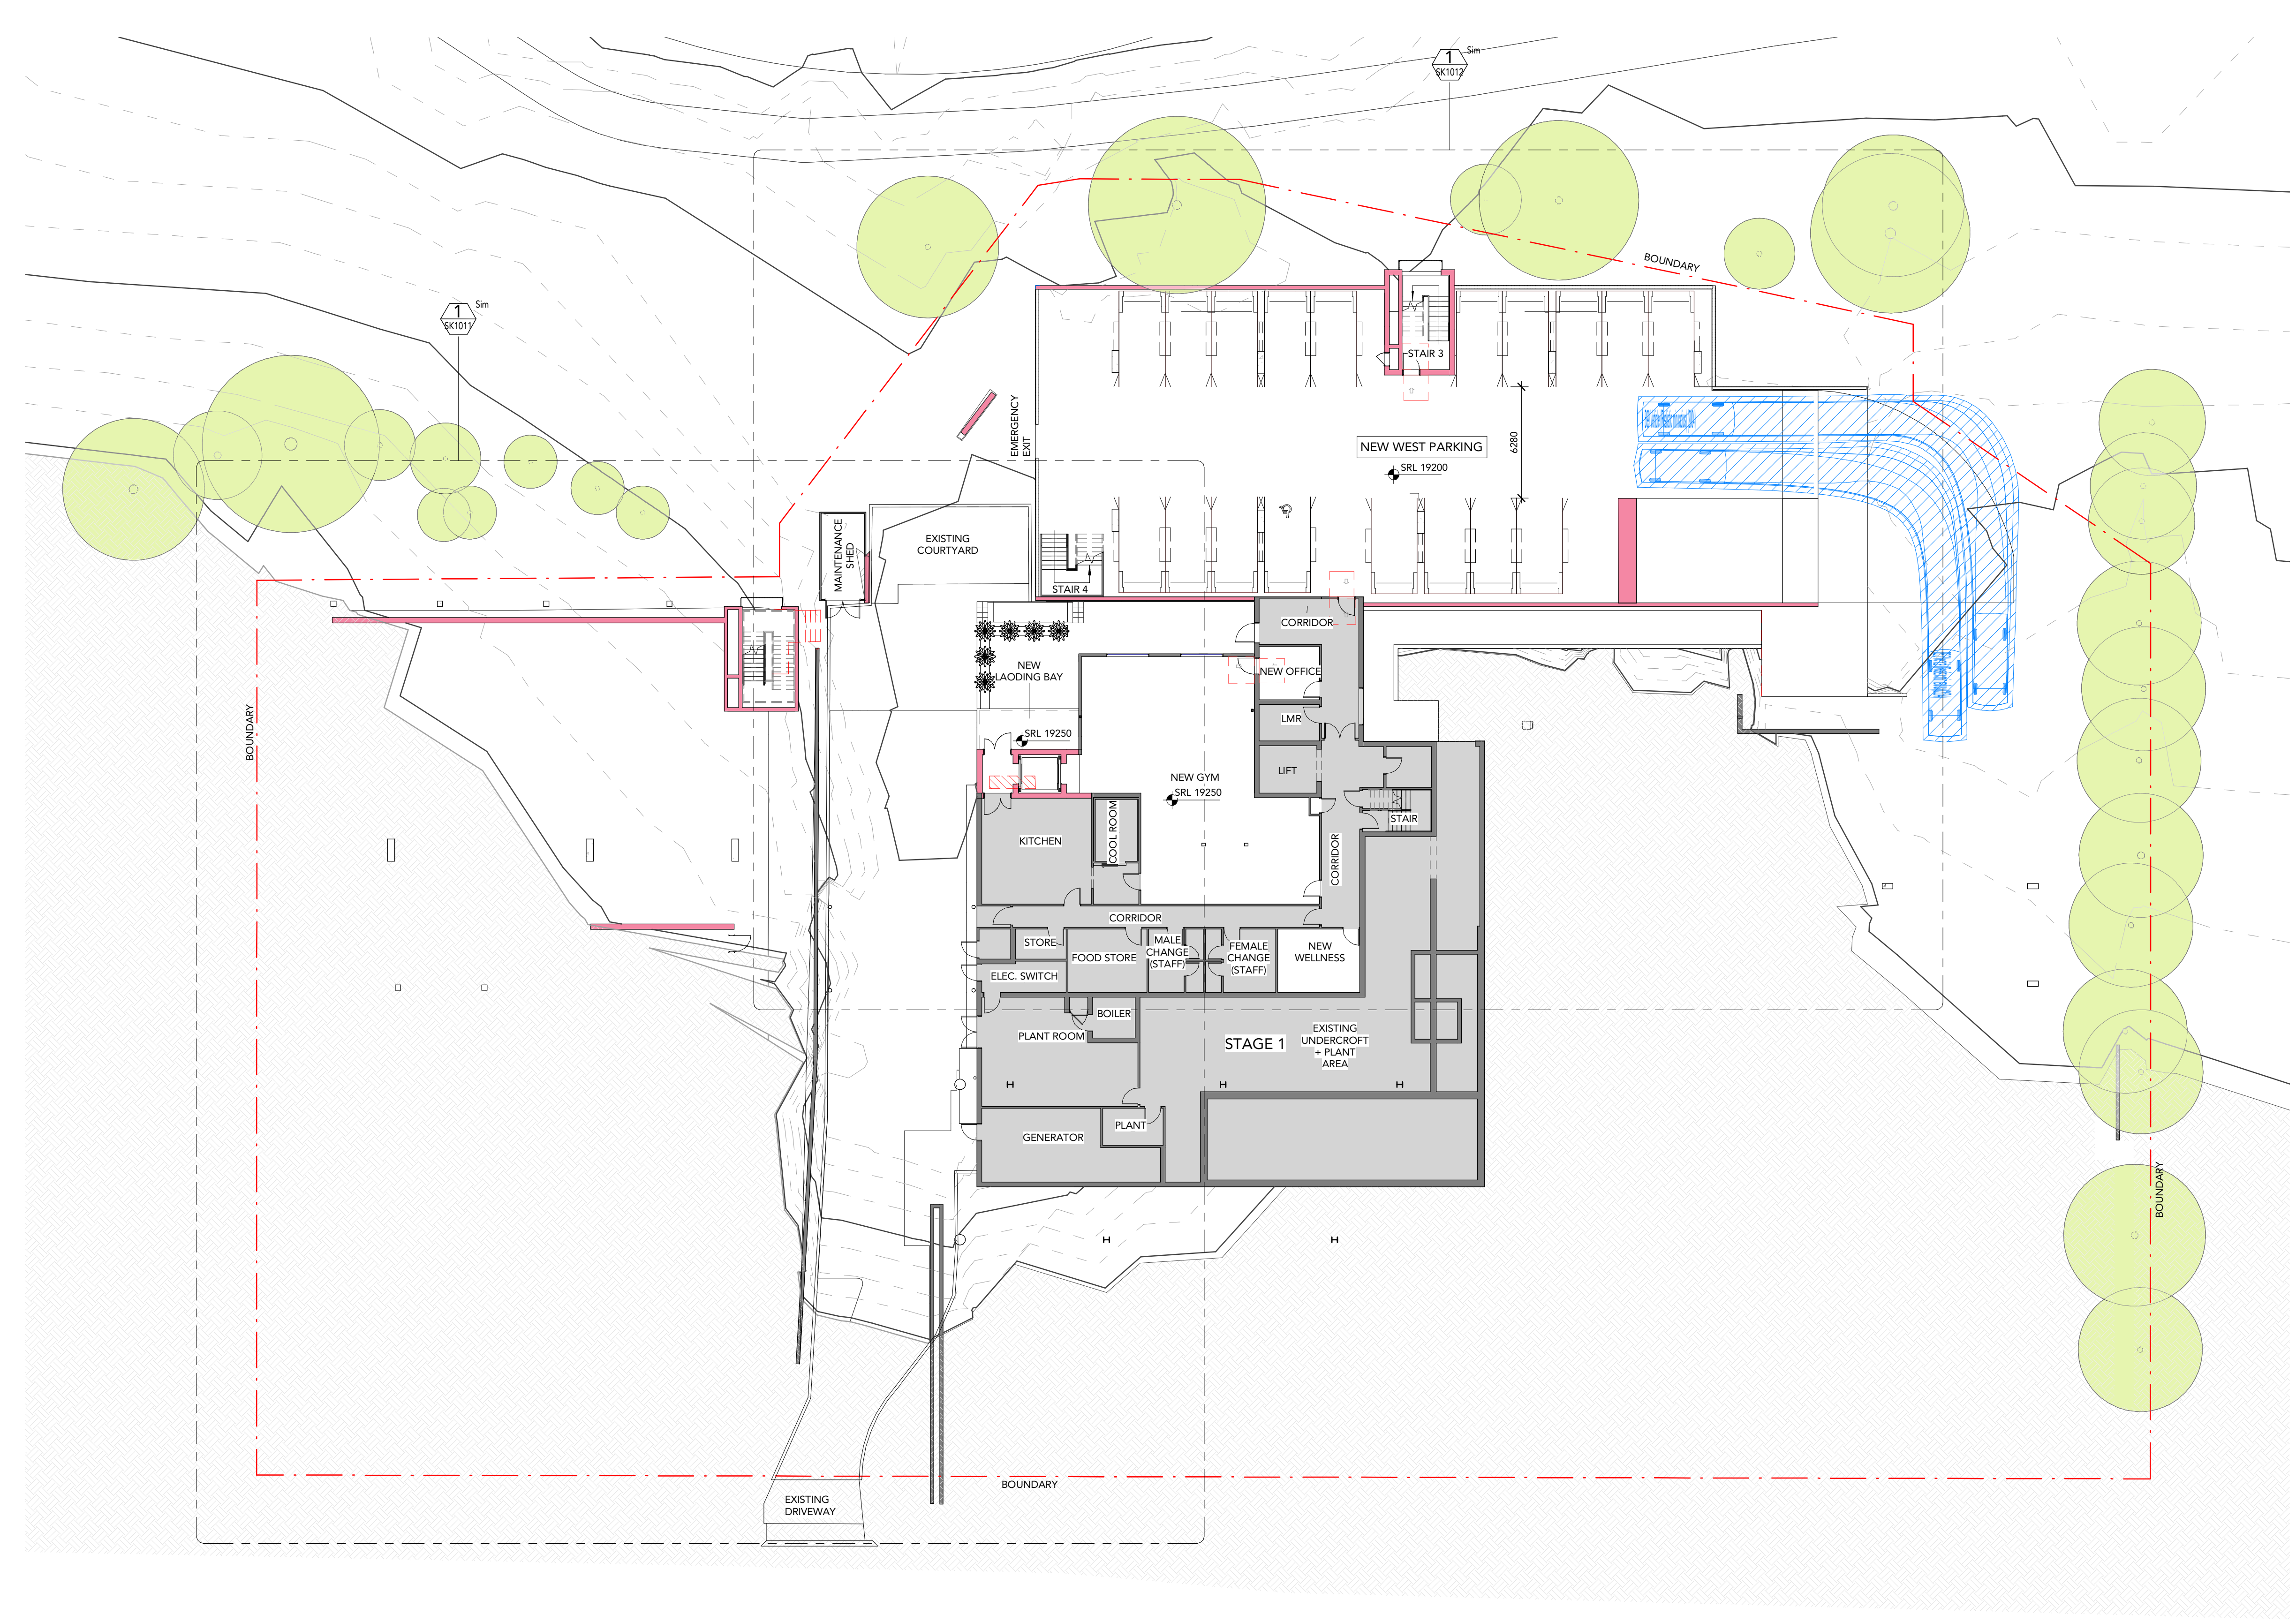 1
Sim
SK1012
BOUNDARY
1
Sim
SK1011
STAIR 3
EMERGENCY
EXIT
NEW WEST PARKING
SRL 19200
6280
MAINTENANCE
SHED
EXISTING
COURTYARD
STAIR 4
CORRIDOR
NEW
LAODING BAY
NEW OFFICE
LMR
BOUNDARY
SRL 19250
LIFT
NEW GYM
SRL 19250
STAIR
KITCHEN
COOL ROOM
CORRIDOR
CORRIDOR
STORE
FOOD STORE
MALE
CHANGE
(STAFF)
FEMALE
CHANGE
(STAFF)
NEW
WELLNESS
ELEC. SWITCH
BOILER
PLANT ROOM
STAGE 1
EXISTING
UNDERCROFT
+ PLANT
AREA
PLANT
GENERATOR
BOUNDARY
BOUNDARY
EXISTING
DRIVEWAY